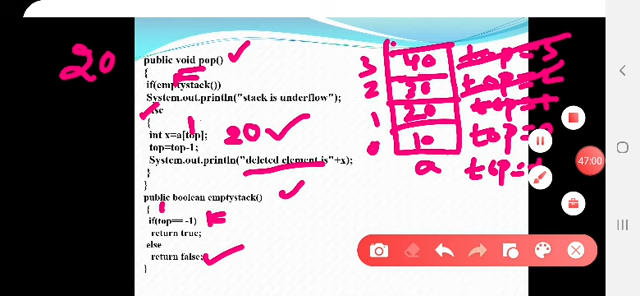 20
public void pop()
{
if(emptystack())
System.out.println("stack is underflow");
else
{
int x=a[top];
top=top-1;
System.out.println("deleted element is"+x);
}
}
public boolean emptystack()
{
if(top== -1)
return true;
else
return false;
}
1
20
1
3 40
2 30
1 20
0 10
a
top=
top=
top=
top=
top=
47:00